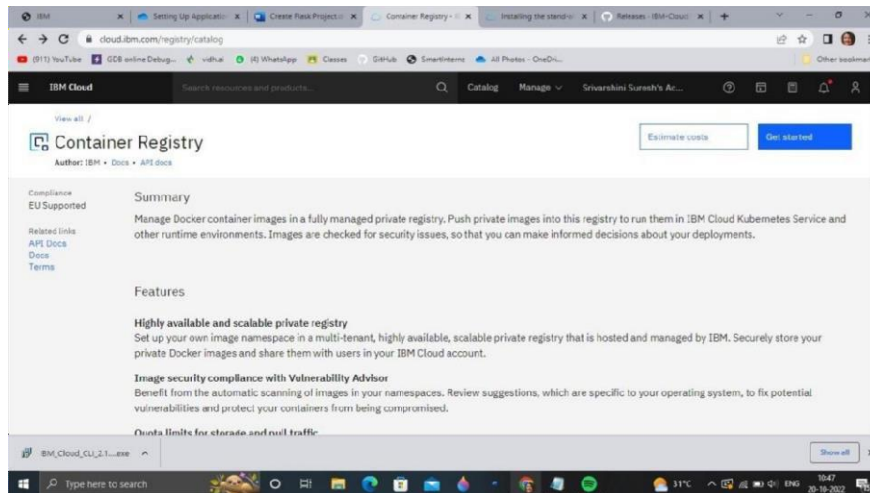 IBM
Setting Up Application
Create Flask Project
Container Registry - I
Installing the stand-al
Releases · IBM-Cloud
cloud.ibm.com/registry/catalog
(911) YouTube
GDB online Debug...
vidh.ai
(4) WhatsApp
Classes
GitHub
SmartInterns
All Photos - OneDri...
Other bookmar
IBM Cloud
Search resources and products...
Catalog
Manage
Srivarshini Suresh's Ac...
View all /
Container Registry
Author: IBM • Docs • API docs
Estimate costs
Get started
Compliance
EU Supported
Related links
API Docs
Docs
Terms
Summary
Manage Docker container images in a fully managed private registry. Push private images into this registry to run them in IBM Cloud Kubernetes Service and
other runtime environments. Images are checked for security issues, so that you can make informed decisions about your deployments.
Features
Highly available and scalable private registry
Set up your own image namespace in a multi-tenant, highly available, scalable private registry that is hosted and managed by IBM. Securely store your
private Docker images and share them with users in your IBM Cloud account.
Image security compliance with Vulnerability Advisor
Benefit from the automatic scanning of images in your namespaces. Review suggestions, which are specific to your operating system, to fix potential
vulnerabilities and protect your containers from being compromised.
Quota limits for storage and pull traffic
IBM_Cloud_CLI_2.1....exe
Show all
Type here to search
31°C
ENG
10:47
20-10-2022